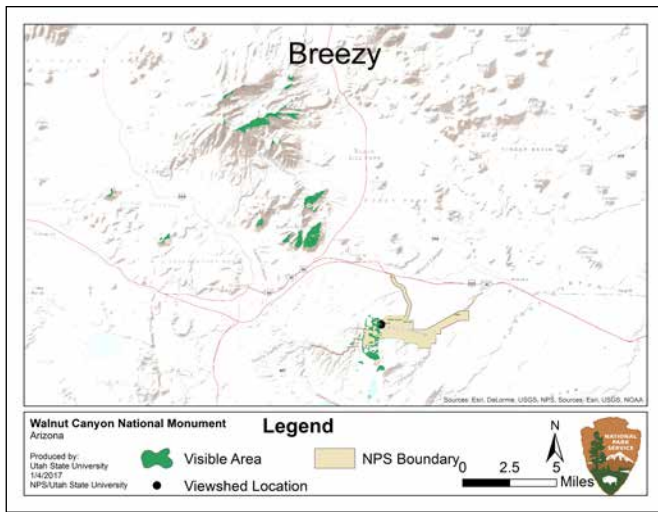 Breezy
Sources: Esri, DeLorme, USGS, NPS, Sources: Esri, USGS, NOAA
Walnut Canyon National Monument
Arizona
Produced by:
Utah State University
1/4/2017
NPS/Utah State University
Legend
Visible Area
Viewshed Location
NPS Boundary
N
0 2.5 5
Miles
NATIONAL
PARK
SERVICE